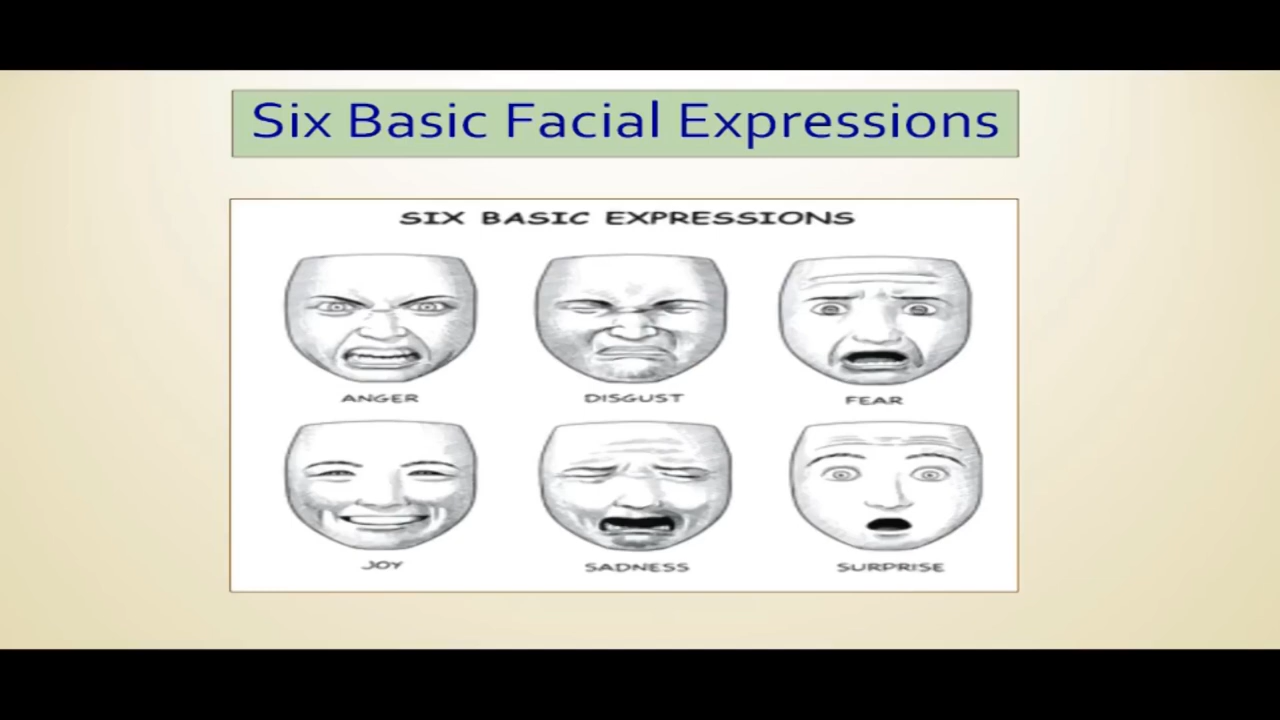 Six Basic Facial Expressions
SIX BASIC EXPRESSIONS
ANGER
DISGUST
FEAR
JOY
SADNESS
SURPRISE